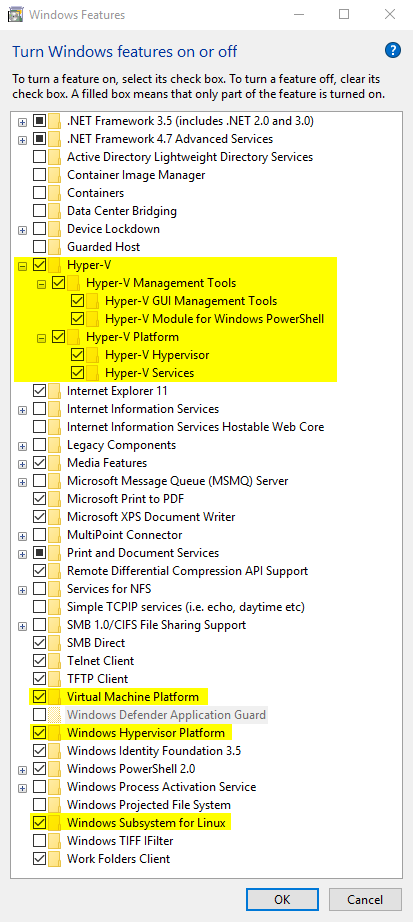 Windows Features
Turn Windows features on or off
?
To turn a feature on, select its check box. To turn a feature off, clear its
check box. A filled box means that only part of the feature is turned on.
.NET Framework 3.5 (includes .NET 2.0 and 3.0)
.NET Framework 4.7 Advanced Services
Active Directory Lightweight Directory Services
Container Image Manager
Containers
Data Center Bridging
Device Lockdown
Guarded Host
Hyper-V
Hyper-V Management Tools
Hyper-V GUI Management Tools
Hyper-V Module for Windows PowerShell
Hyper-V Platform
Hyper-V Hypervisor
Hyper-V Services
Internet Explorer 11
Internet Information Services
Internet Information Services Hostable Web Core
Legacy Components
Media Features
Microsoft Message Queue (MSMQ) Server
Microsoft Print to PDF
Microsoft XPS Document Writer
MultiPoint Connector
Print and Document Services
Remote Differential Compression API Support
Services for NFS
Simple TCPIP services (i.e. echo, daytime etc)
SMB 1.0/CIFS File Sharing Support
SMB Direct
Telnet Client
TFTP Client
Virtual Machine Platform
Windows Defender Application Guard
Windows Hypervisor Platform
Windows Identity Foundation 3.5
Windows PowerShell 2.0
Windows Process Activation Service
Windows Projected File System
Windows Subsystem for Linux
Windows TIFF IFilter
Work Folders Client
OK
Cancel